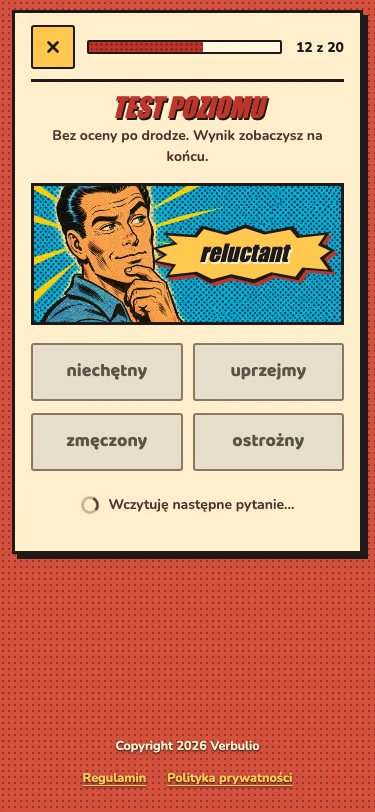 ×
12 z 20
TEST POZIOMU
Bez oceny po drodze. Wynik zobaczysz na
końcu.
reluctant
niechętny
uprzejmy
zmęczony
ostrożny
Wczytuję następne pytanie...
Copyright 2026 Verbulio
Regulamin
Polityka prywatności